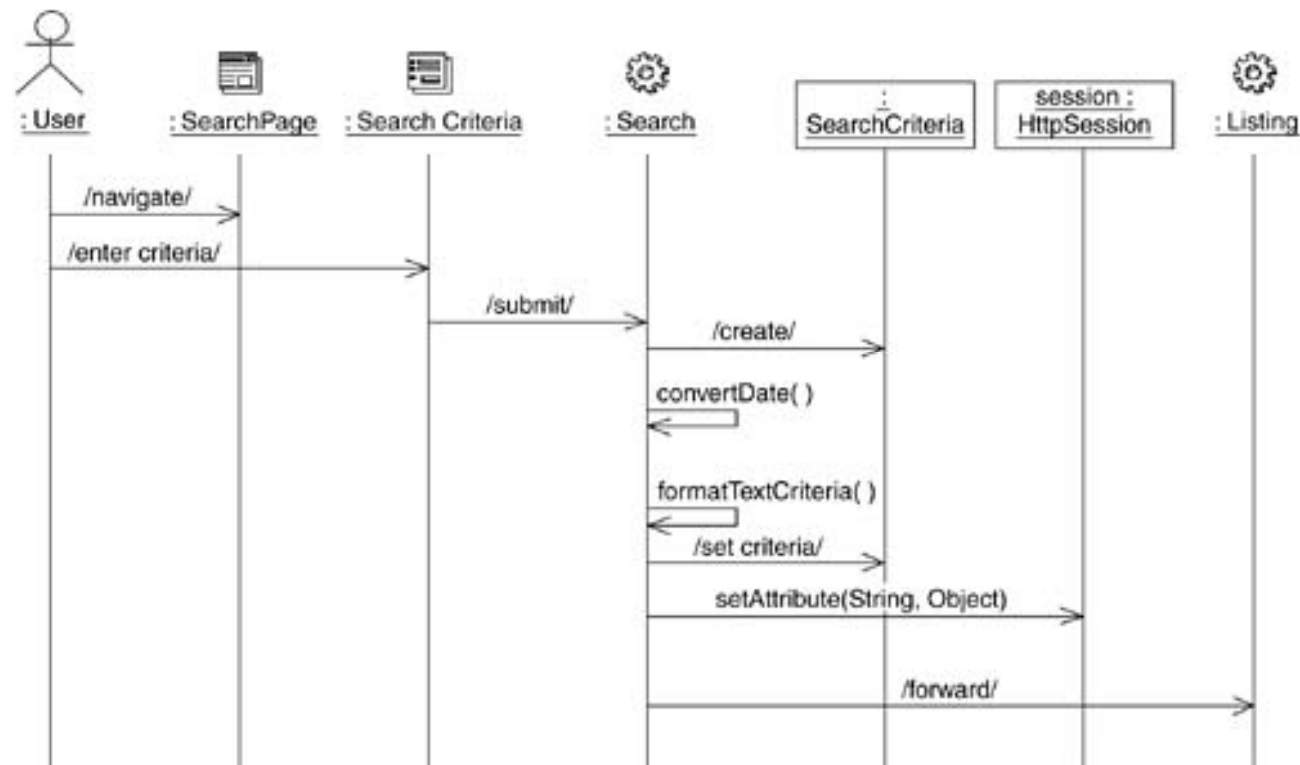 :
session :
: User
: SearchPage
: Search Criteria
: Search
SearchCriteria
HttpSession
: Listing
/navigate/
/enter criteria/
/submit/
/create/
convertDate( )
formatTextCriteria( )
/set criteria/
setAttribute(String, Object)
/forward/